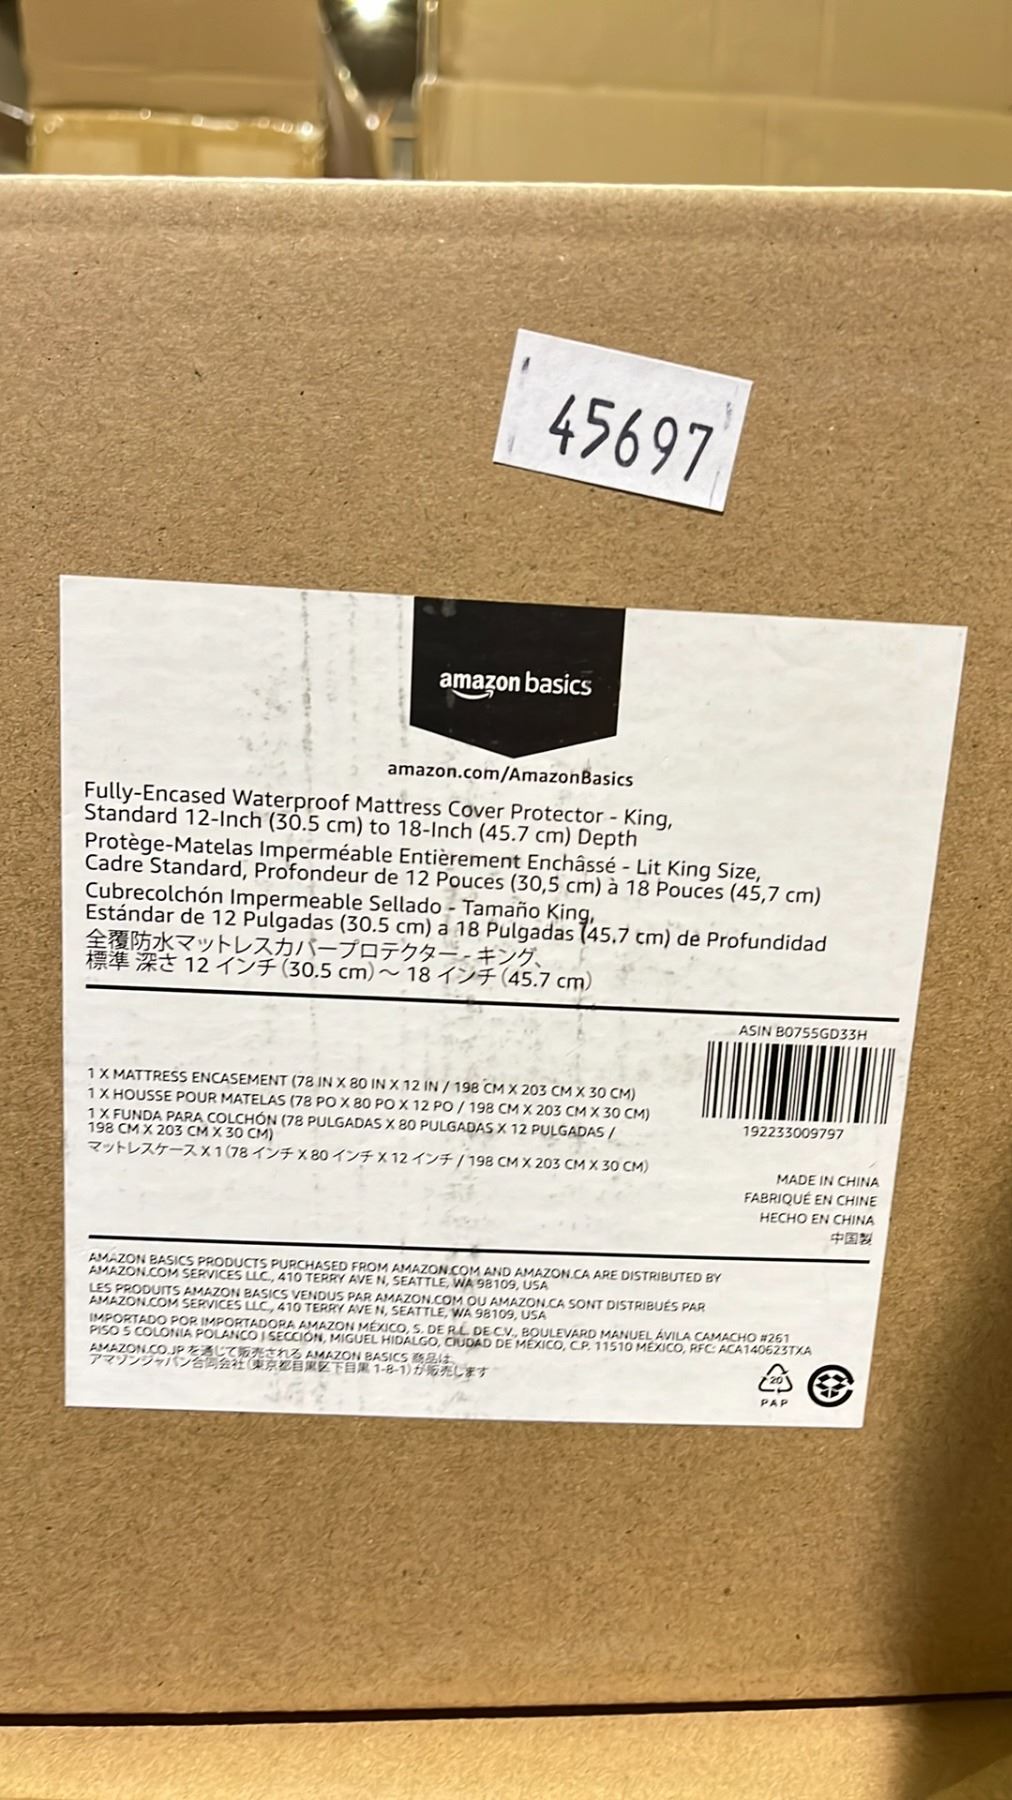 45697
amazon basics
amazon.com/AmazonBasics
Fully-Encased Waterproof Mattress Cover Protector - King,
Standard 12-Inch (30.5 cm) to 18-Inch (45.7 cm) Depth
Protège-Matelas Imperméable Entièrement Enchâssé - Lit King Size,
Cadre Standard, Profondeur de 12 Pouces (30,5 cm) à 18 Pouces (45,7 cm)
Cubrecolchón Impermeable Sellado - Tamaño King,
Estándar de 12 Pulgadas (30.5 cm) a 18 Pulgadas (45.7 cm) de Profundidad
全覆防水マットレスカバープロテクター - キング、
標準 深さ 12 インチ (30.5 cm) ～ 18 インチ (45.7 cm)
ASIN B0755GD33H
192233009797
1 X MATTRESS ENCASEMENT (78 IN X 80 IN X 12 IN / 198 CM X 203 CM X 30 CM)
1 X HOUSSE POUR MATELAS (78 PO X 80 PO X 12 PO / 198 CM X 203 CM X 30 CM)
1 X FUNDA PARA COLCHÓN (78 PULGADAS X 80 PULGADAS X 12 PULGADAS /
198 CM X 203 CM X 30 CM)
マットレスケース X 1 (78 インチ X 80 インチ X 12 インチ / 198 CM X 203 CM X 30 CM)
MADE IN CHINA
FABRIQUÉ EN CHINE
HECHO EN CHINA
中国製
AMAZON BASICS PRODUCTS PURCHASED FROM AMAZON.COM AND AMAZON.CA ARE DISTRIBUTED BY
AMAZON.COM SERVICES LLC., 410 TERRY AVE N, SEATTLE, WA 98109, USA
LES PRODUITS AMAZON BASICS VENDUS PAR AMAZON.COM OU AMAZON.CA SONT DISTRIBUÉS PAR
AMAZON.COM SERVICES LLC., 410 TERRY AVE N, SEATTLE, WA 98109, USA
IMPORTADO POR IMPORTADORA AMAZON MÉXICO, S. DE R.L. DE C.V., BOULEVARD MANUEL ÁVILA CAMACHO #261
PISO 5 COLONIA POLANCO I SECCIÓN, MIGUEL HIDALGO, CIUDAD DE MÉXICO, C.P. 11510 MÉXICO, RFC: ACA140623TXA
AMAZON.CO.JP を通じて販売される AMAZON BASICS 商品は、
アマゾンジャパン合同会社 (東京都目黒区下目黒 1-8-1) が販売します
20
PAP